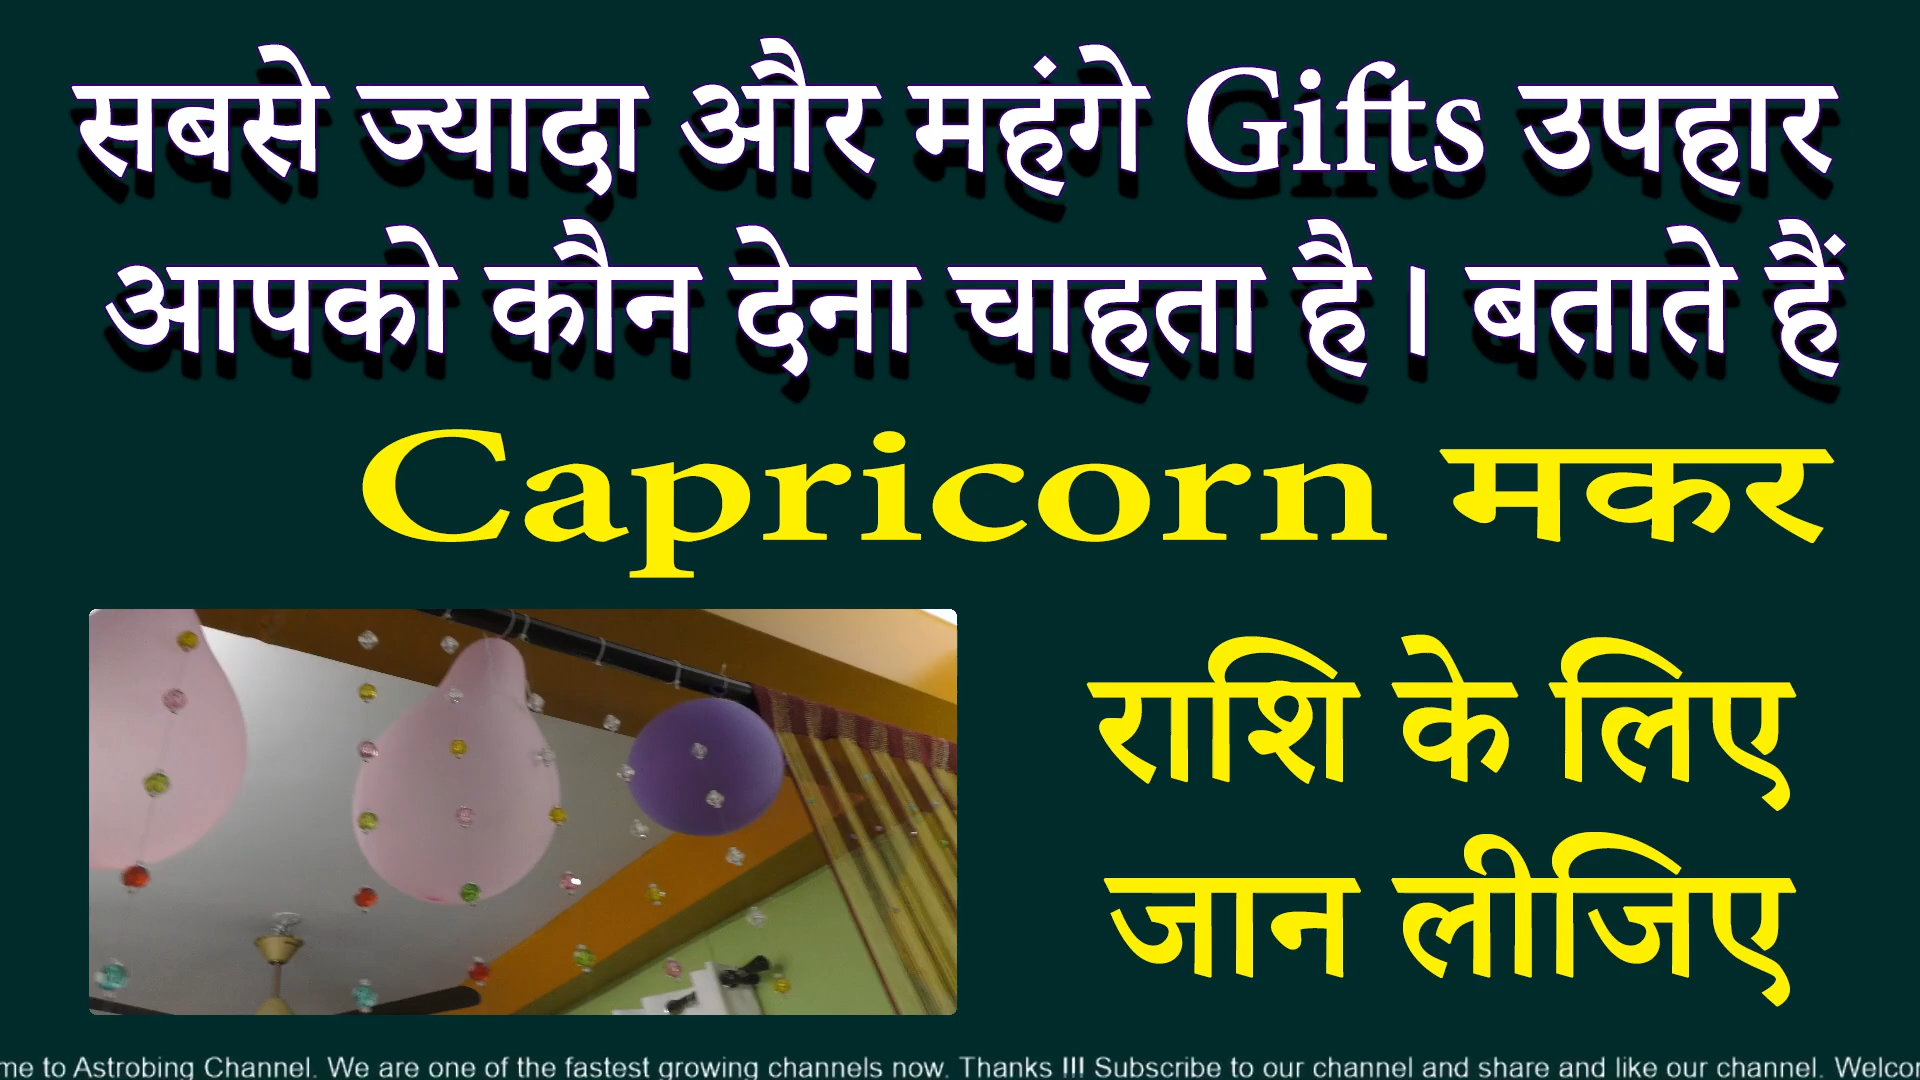 सबसे ज्यादा और महंगे Gifts उपहार
आपको कौन देना चाहता है । बताते हैं
Capricorn मकर
राशि के लिए
जान लीजिए
me to Astrobing Channel. We are one of the fastest growing channels now. Thanks !!! Subscribe to our channel and share and like our channel. Welcor